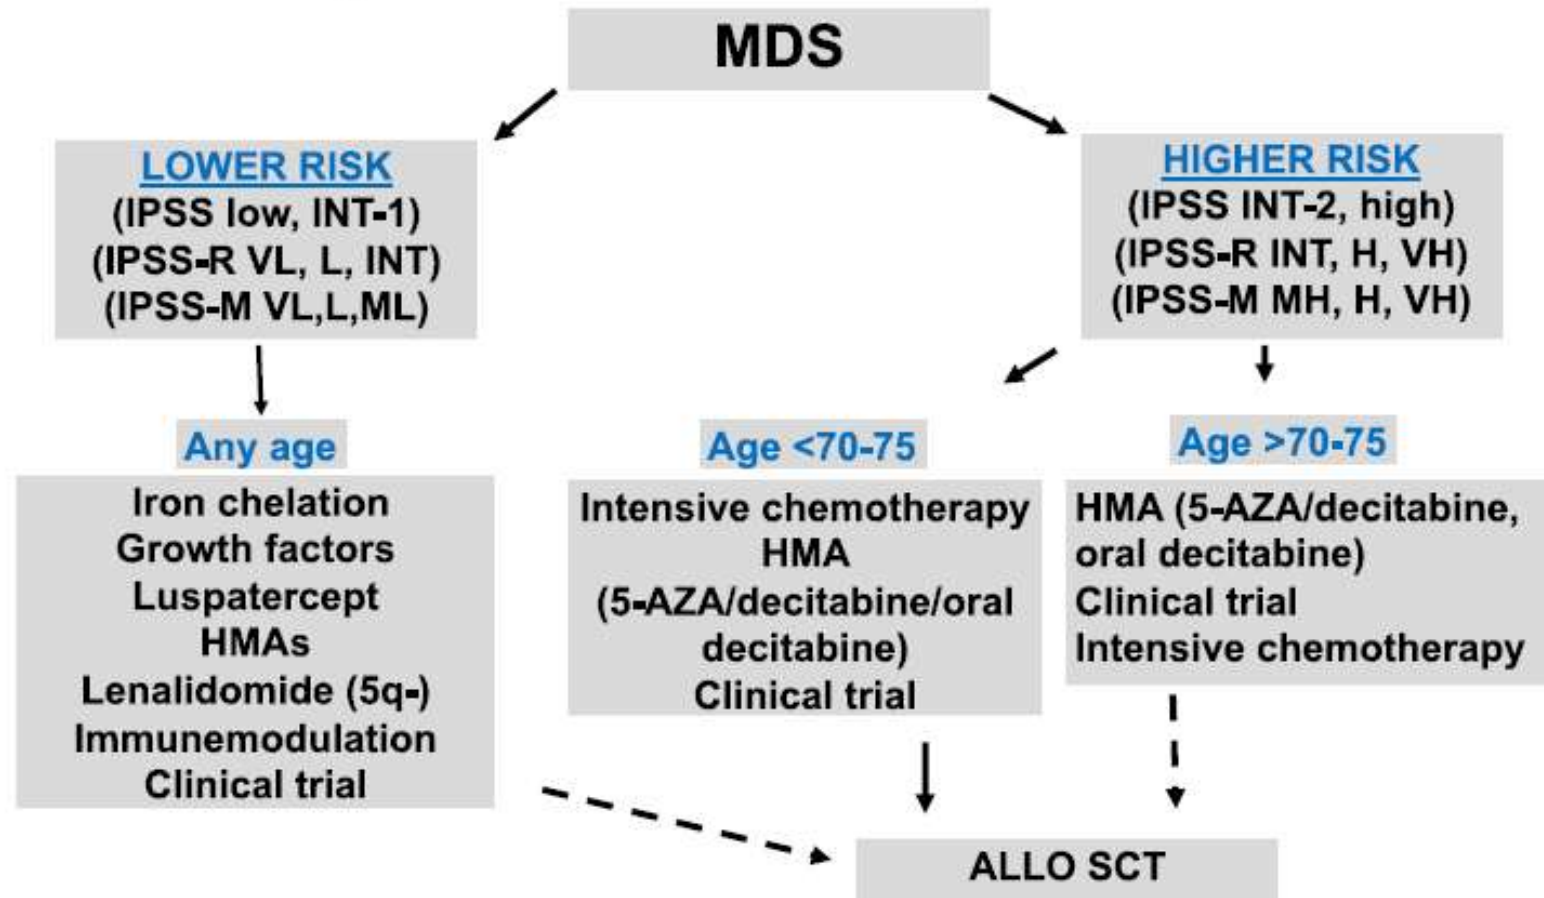 MDS
LOWER RISK
(IPSS low, INT-1)
(IPSS-R VL, L, INT)
(IPSS-M VL,L,ML)
HIGHER RISK
(IPSS INT-2, high)
(IPSS-R INT, H, VH)
(IPSS-M MH, H, VH)
Any age
Iron chelation
Growth factors
Luspatercept
HMAs
Lenalidomide (5q-)
Immunemodulation
Clinical trial
Age <70-75
Intensive chemotherapy
HMA
(5-AZA/decitabine/oral
decitabine)
Clinical trial
Age >70-75
HMA (5-AZA/decitabine,
oral decitabine)
Clinical trial
Intensive chemotherapy
ALLO SCT